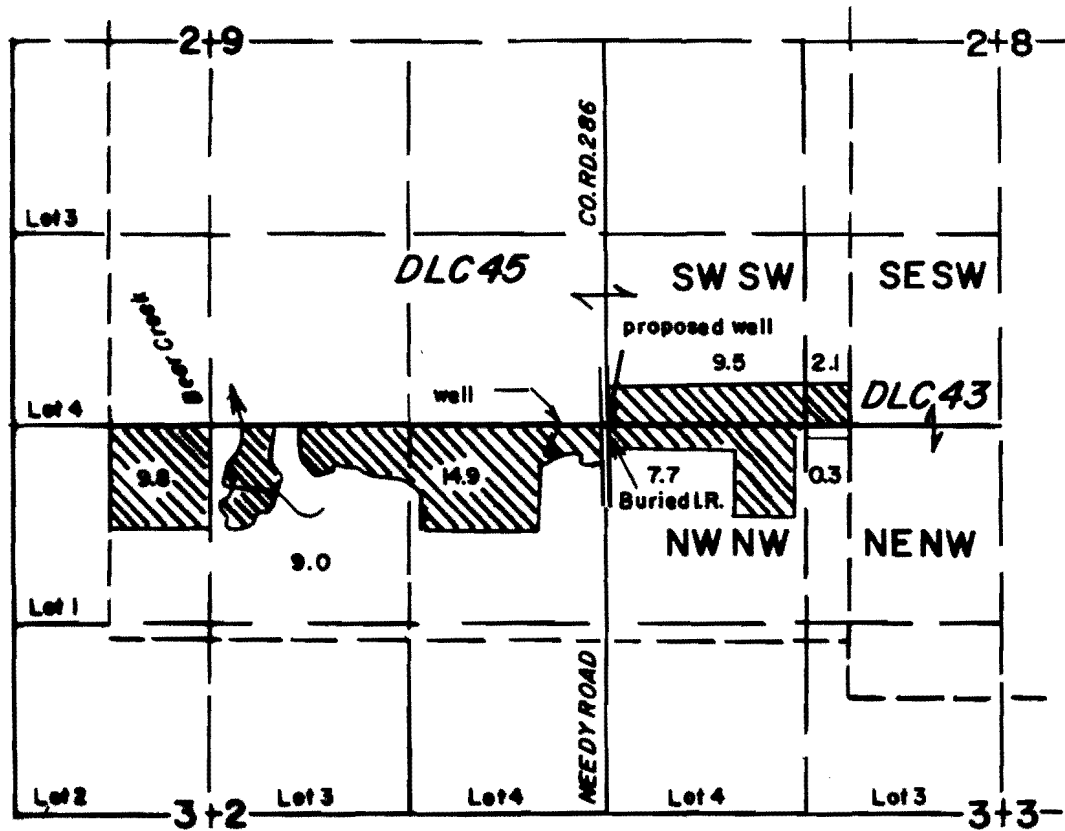 2+9
2+8
CO. RD. 286
Lot 3
DLC 45
SW SW
SE SW
Beer Creek
proposed well
9.5
2.1
well
DLC 43
Lot 4
9.8
14.9
7.7
0.3
Buried I.R.
NW NW
NE NW
9.0
Lot 1
NEEDY ROAD
Lot 2
3+2
Lot 3
Lot 4
Lot 4
Lot 3
3+3